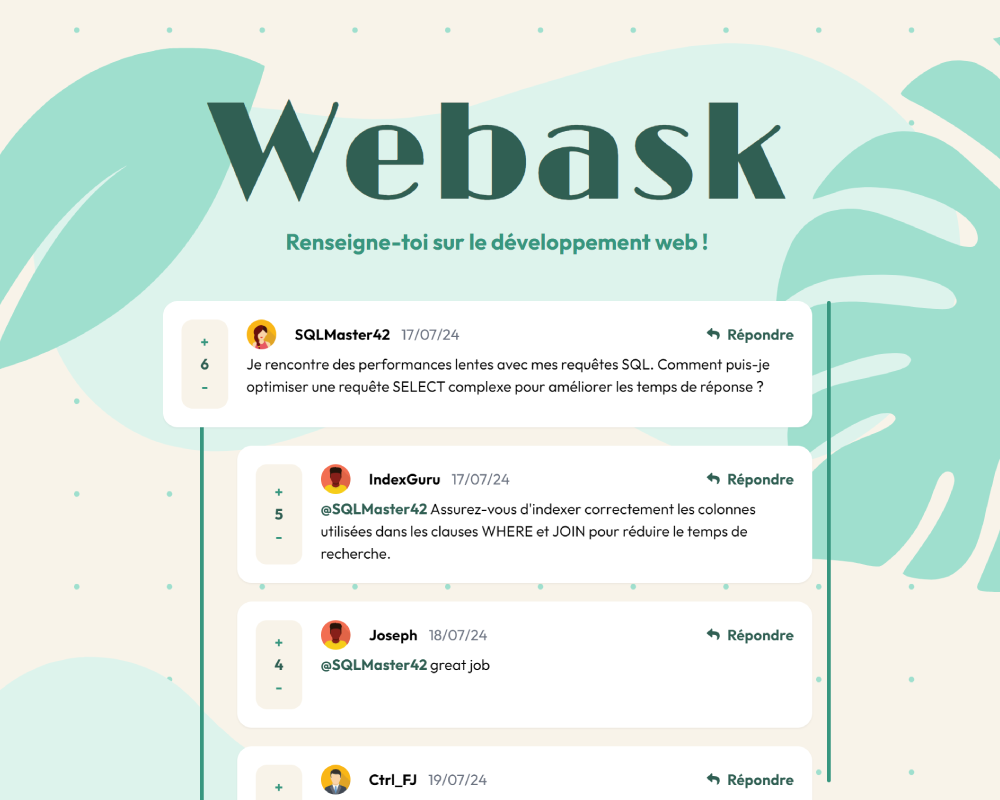 Webask
Renseigne-toi sur le développement web !
+
6
-
SQLMaster42 17/07/24 Répondre
Je rencontre des performances lentes avec mes requêtes SQL. Comment puis-je
optimiser une requête SELECT complexe pour améliorer les temps de réponse ?
+
5
-
IndexGuru 17/07/24 Répondre
@SQLMaster42 Assurez-vous d'indexer correctement les colonnes
utilisées dans les clauses WHERE et JOIN pour réduire le temps de
recherche.
+
4
-
Joseph 18/07/24 Répondre
@SQLMaster42 great job
+
Ctrl_FJ 19/07/24 Répondre